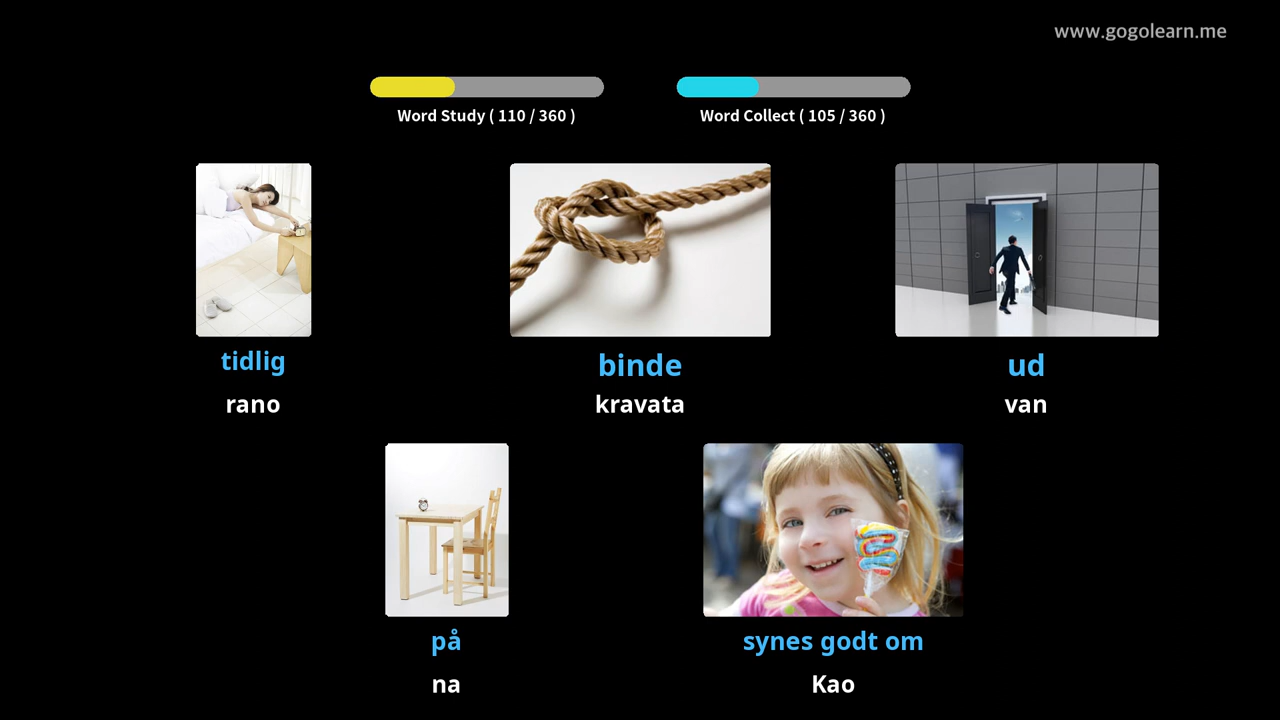 www.gogolearn.me
Word Study ( 110 / 360 )
Word Collect ( 105 / 360 )
tidlig
rano
binde
kravata
ud
van
på
na
synes godt om
Kao